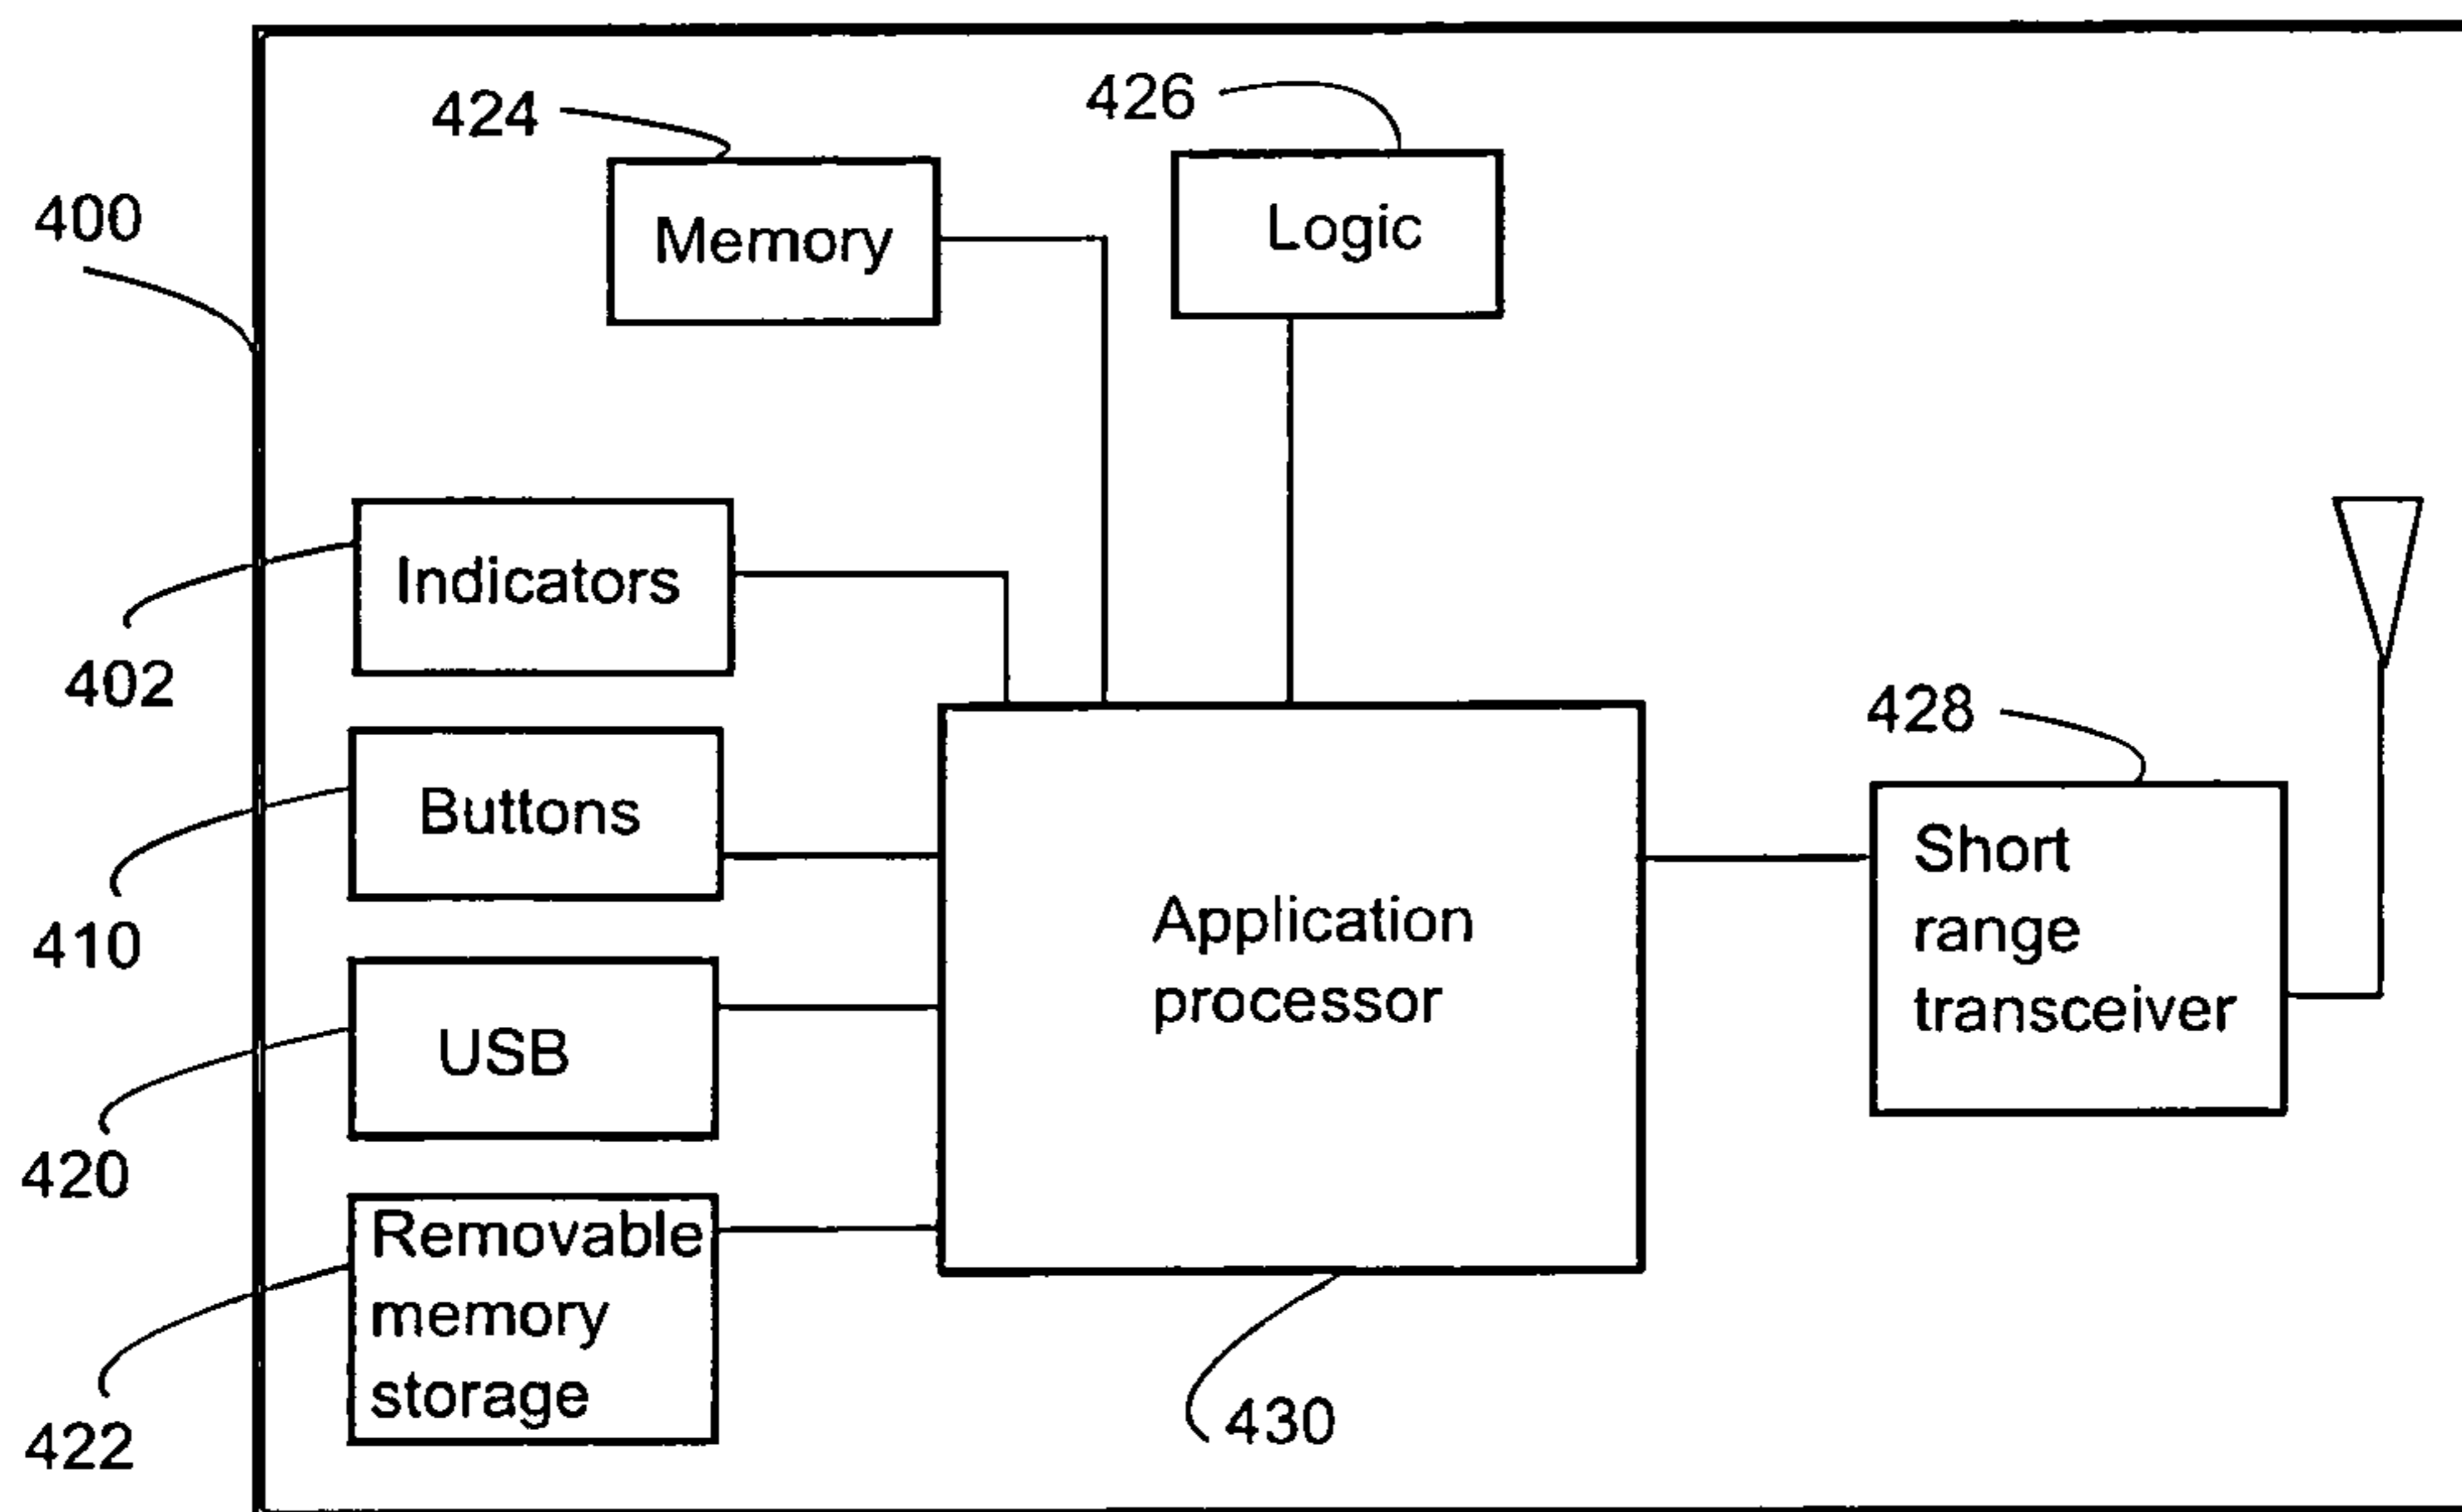 426
424
Memory
Logic
400
Indicators
402
428
Buttons
Short
range
transceiver
Application
processor
410
USB
420
Removable
memory
storage
430
422